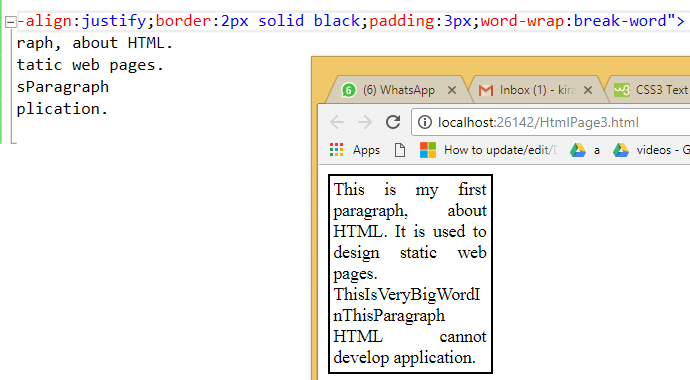 -align:justify;border:2px solid black;padding:3px;word-wrap:break-word">
raph, about HTML.
tatic web pages.
sParagraph
plication.
(6) WhatsApp
Inbox (1) - kira
CSS3 Text
localhost:26142/HtmlPage3.html
Apps
How to update/edit/
a
videos - G
This is my first
paragraph, about
HTML. It is used to
design static web
pages.
ThisIsVeryBigWordI
nThisParagraph
HTML cannot
develop application.